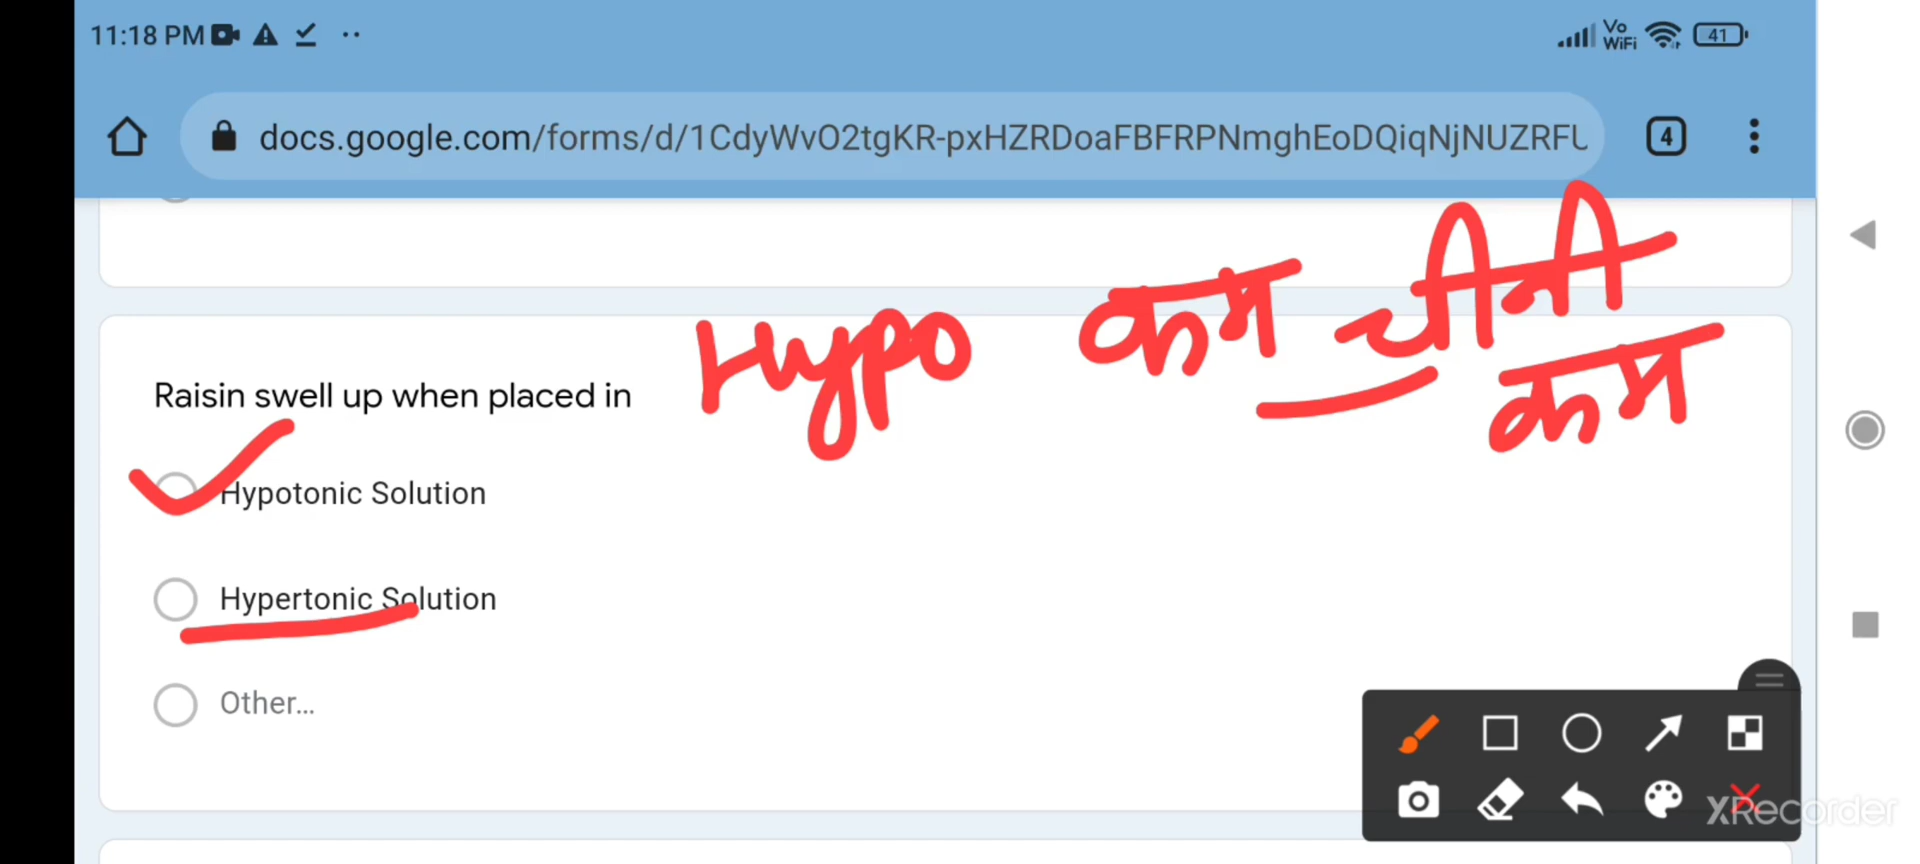 11:18 PM
Vo WiFi 41
docs.google.com/forms/d/1CdyWvO2tgKR-pxHZRDoaFBFRPNmghEoDQiqNjNUZRFU
4
Hypo कम चीनी
कम
Raisin swell up when placed in
Hypotonic Solution
Hypertonic Solution
Other...
XRecorder